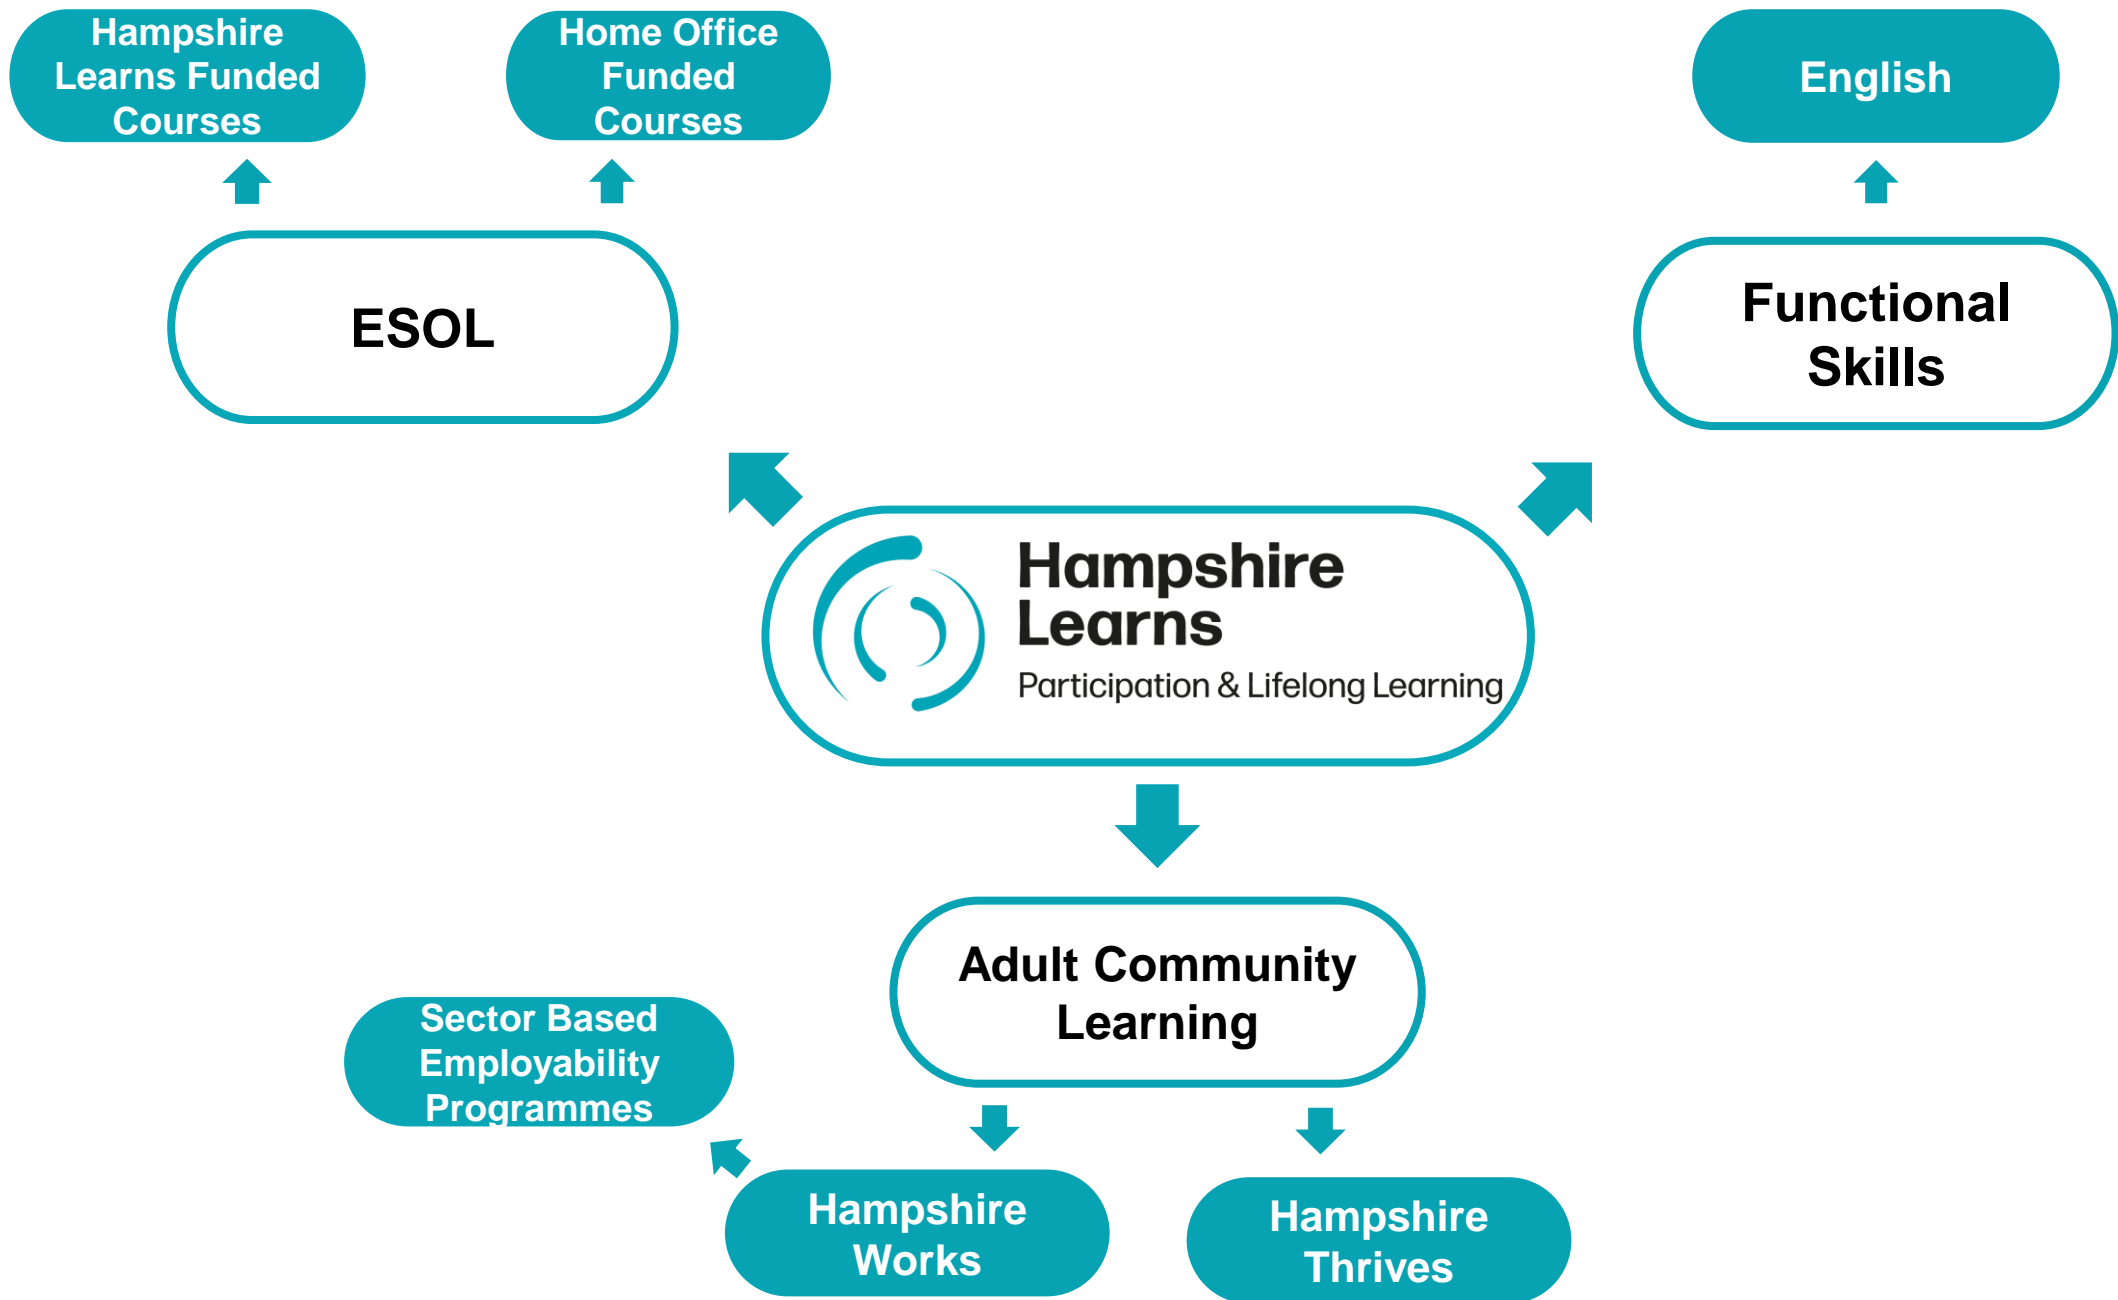 Hampshire
Learns Funded
Courses
Home Office
Funded
Courses
English
ESOL
Functional
Skills
Hampshire
Learns
Participation & Lifelong Learning
Adult Community
Learning
Sector Based
Employability
Programmes
Hampshire
Works
Hampshire
Thrives